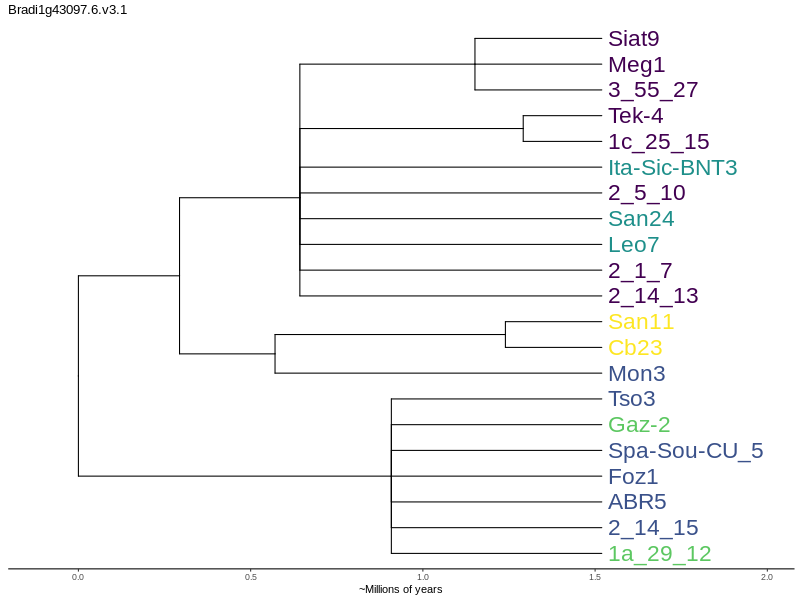 Bradi1g43097.6.v3.1
Siat9
Meg1
3_55_27
Tek-4
1c_25_15
Ita-Sic-BNT3
2_5_10
San24
Leo7
2_1_7
2_14_13
San11
Cb23
Mon3
Tso3
Gaz-2
Spa-Sou-CU_5
Foz1
ABR5
2_14_15
1a_29_12
0.0 0.5 1.0 1.5 2.0
~Millions of years